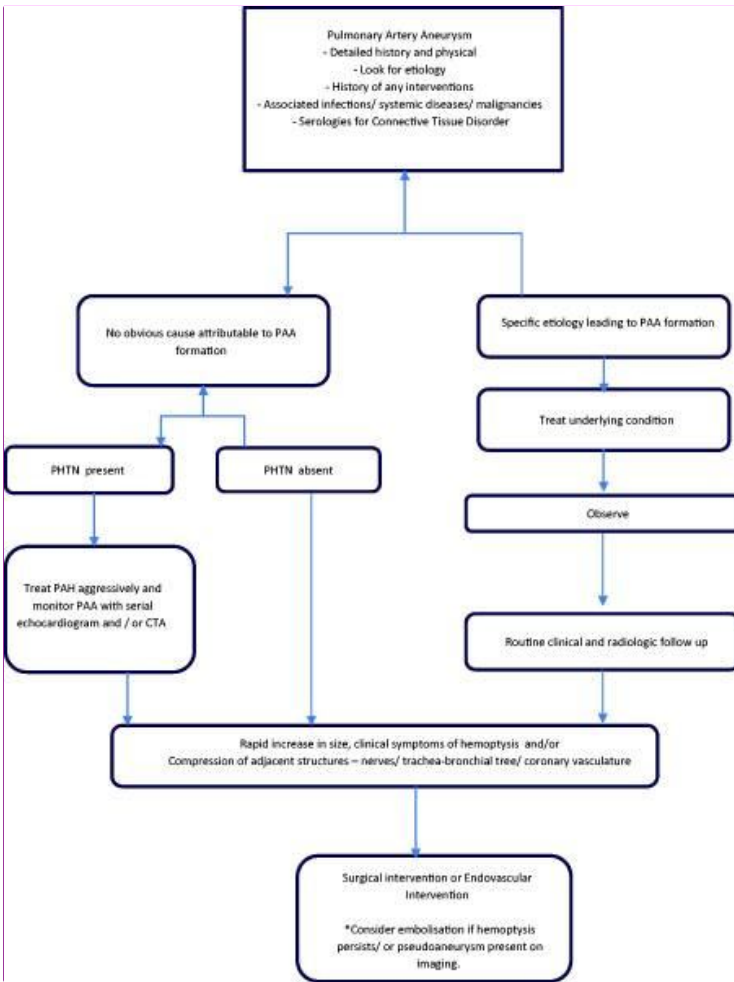 Pulmonary Artery Aneurysm
- Detailed history and physical
- Look for etiology
- History of any interventions
- Associated infections/ systemic diseases/ malignancies
- Serologies for Connective Tissue Disorder
No obvious cause attributable to PAA
formation
Specific etiology leading to PAA formation
Treat underlying condition
PHTN present
PHTN absent
Observe
Treat PAH aggressively and
monitor PAA with serial
echocardiogram and / or CTA
Routine clinical and radiologic follow up
Rapid increase in size, clinical symptoms of hemoptysis and/or
Compression of adjacent structures – nerves/ trachea-bronchial tree/ coronary vasculature
Surgical intervention or Endovascular
Intervention
*Consider embolisation if hemoptysis
persists/ or pseudoaneurysm present on
imaging.